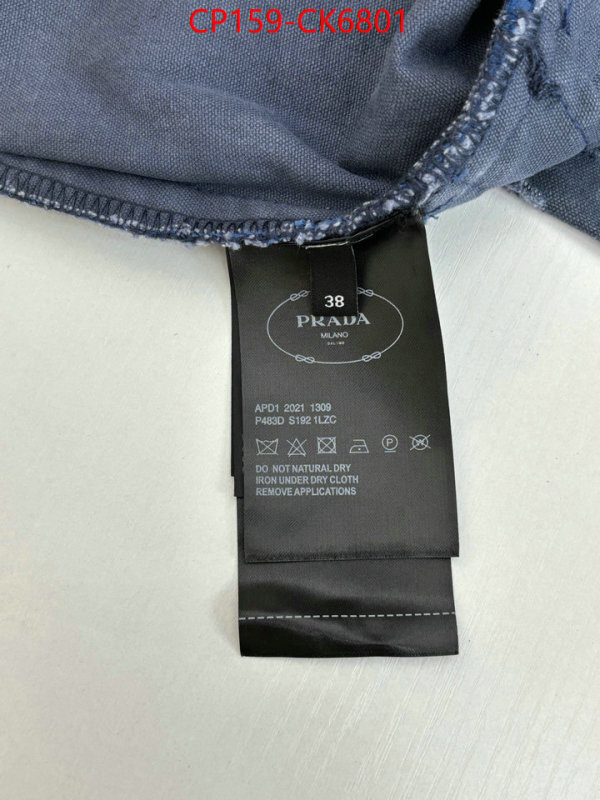 CP159-CK6801
38
PRADA
MILANO
APD1 2021 1309
P483D S192 1LZC
P
W
DO NOT NATURAL DRY
IRON UNDER DRY CLOTH
REMOVE APPLICATIONS